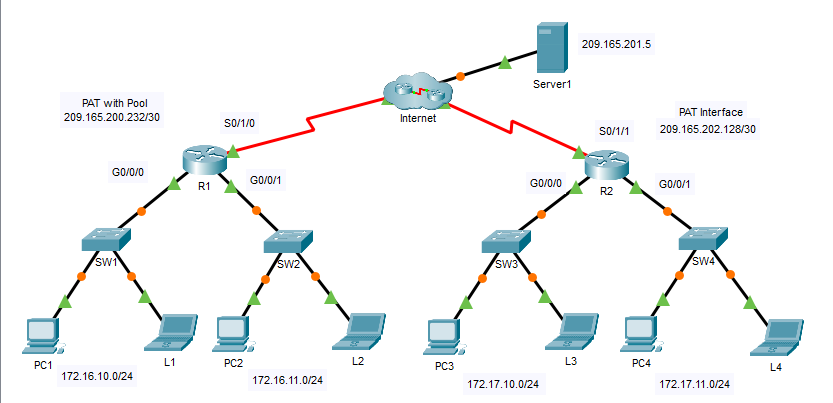 209.165.201.5
Server1
PAT with Pool
209.165.200.232/30
Internet
S0/1/0
PAT Interface
209.165.202.128/30
S0/1/1
R1
R2
G0/0/0
G0/0/1
G0/0/0
G0/0/1
SW1
SW2
SW3
SW4
PC1
L1
PC2
L2
PC3
L3
PC4
L4
172.16.10.0/24
172.16.11.0/24
172.17.10.0/24
172.17.11.0/24